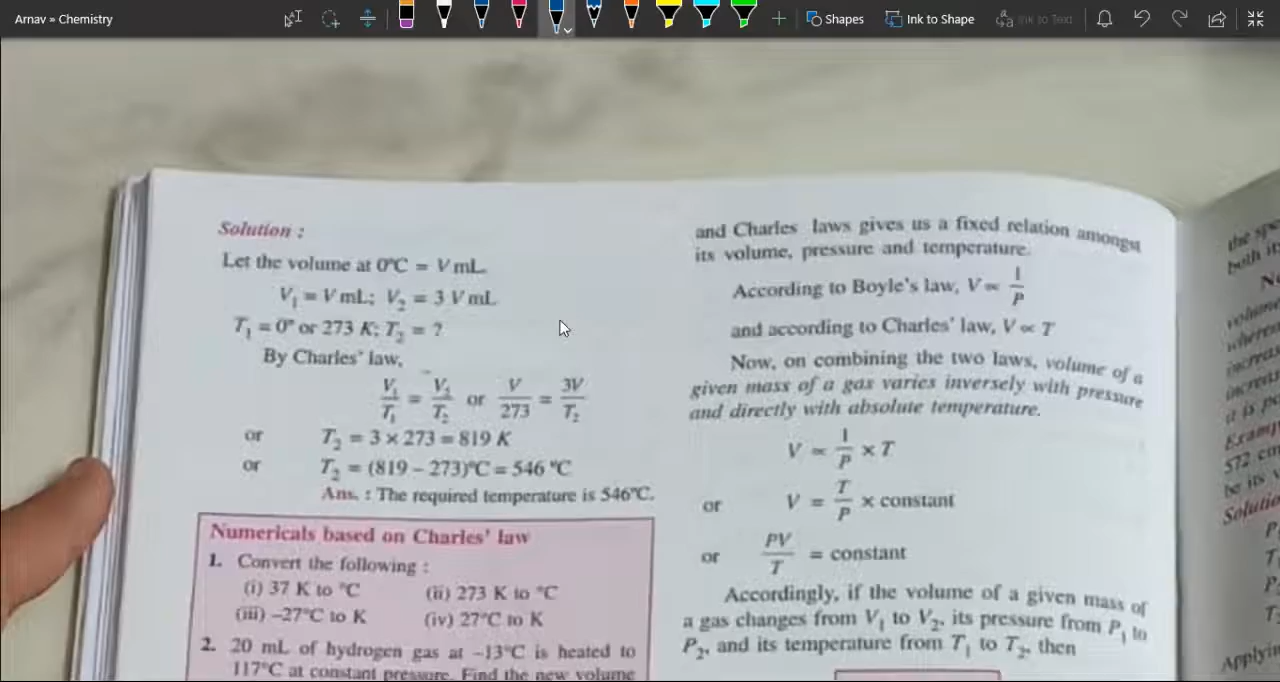 Arnav » Chemistry
Shapes
Ink to Shape
Ink to Text
Solution :
Let the volume at 0°C = V mL.
V₁ = V mL; V₂ = 3 V mL
T₁ = 0° or 273 K; T₂ = ?
By Charles' law,
V₁/T₁ = V₂/T₂ or V/273 = 3V/T₂
or T₂ = 3 × 273 = 819 K
or T₂ = (819 – 273)°C = 546 °C
Ans. : The required temperature is 546°C.
Numericals based on Charles' law
1. Convert the following :
(i) 37 K to °C (ii) 273 K to °C
(iii) –27°C to K (iv) 27°C to K
2. 20 mL of hydrogen gas at –13°C is heated to
117°C at constant pressure. Find the new volume
and Charles laws gives us a fixed relation amongst
its volume, pressure and temperature.
According to Boyle's law, V ∝ 1/P
and according to Charles' law, V ∝ T
Now, on combining the two laws, volume of a
given mass of a gas varies inversely with pressure
and directly with absolute temperature.
V ∝ 1/P × T
or V = T/P × constant
or PV/T = constant
Accordingly, if the volume of a given mass of
a gas changes from V₁ to V₂, its pressure from P₁ to
P₂, and its temperature from T₁ to T₂, then
the
both
572
be its